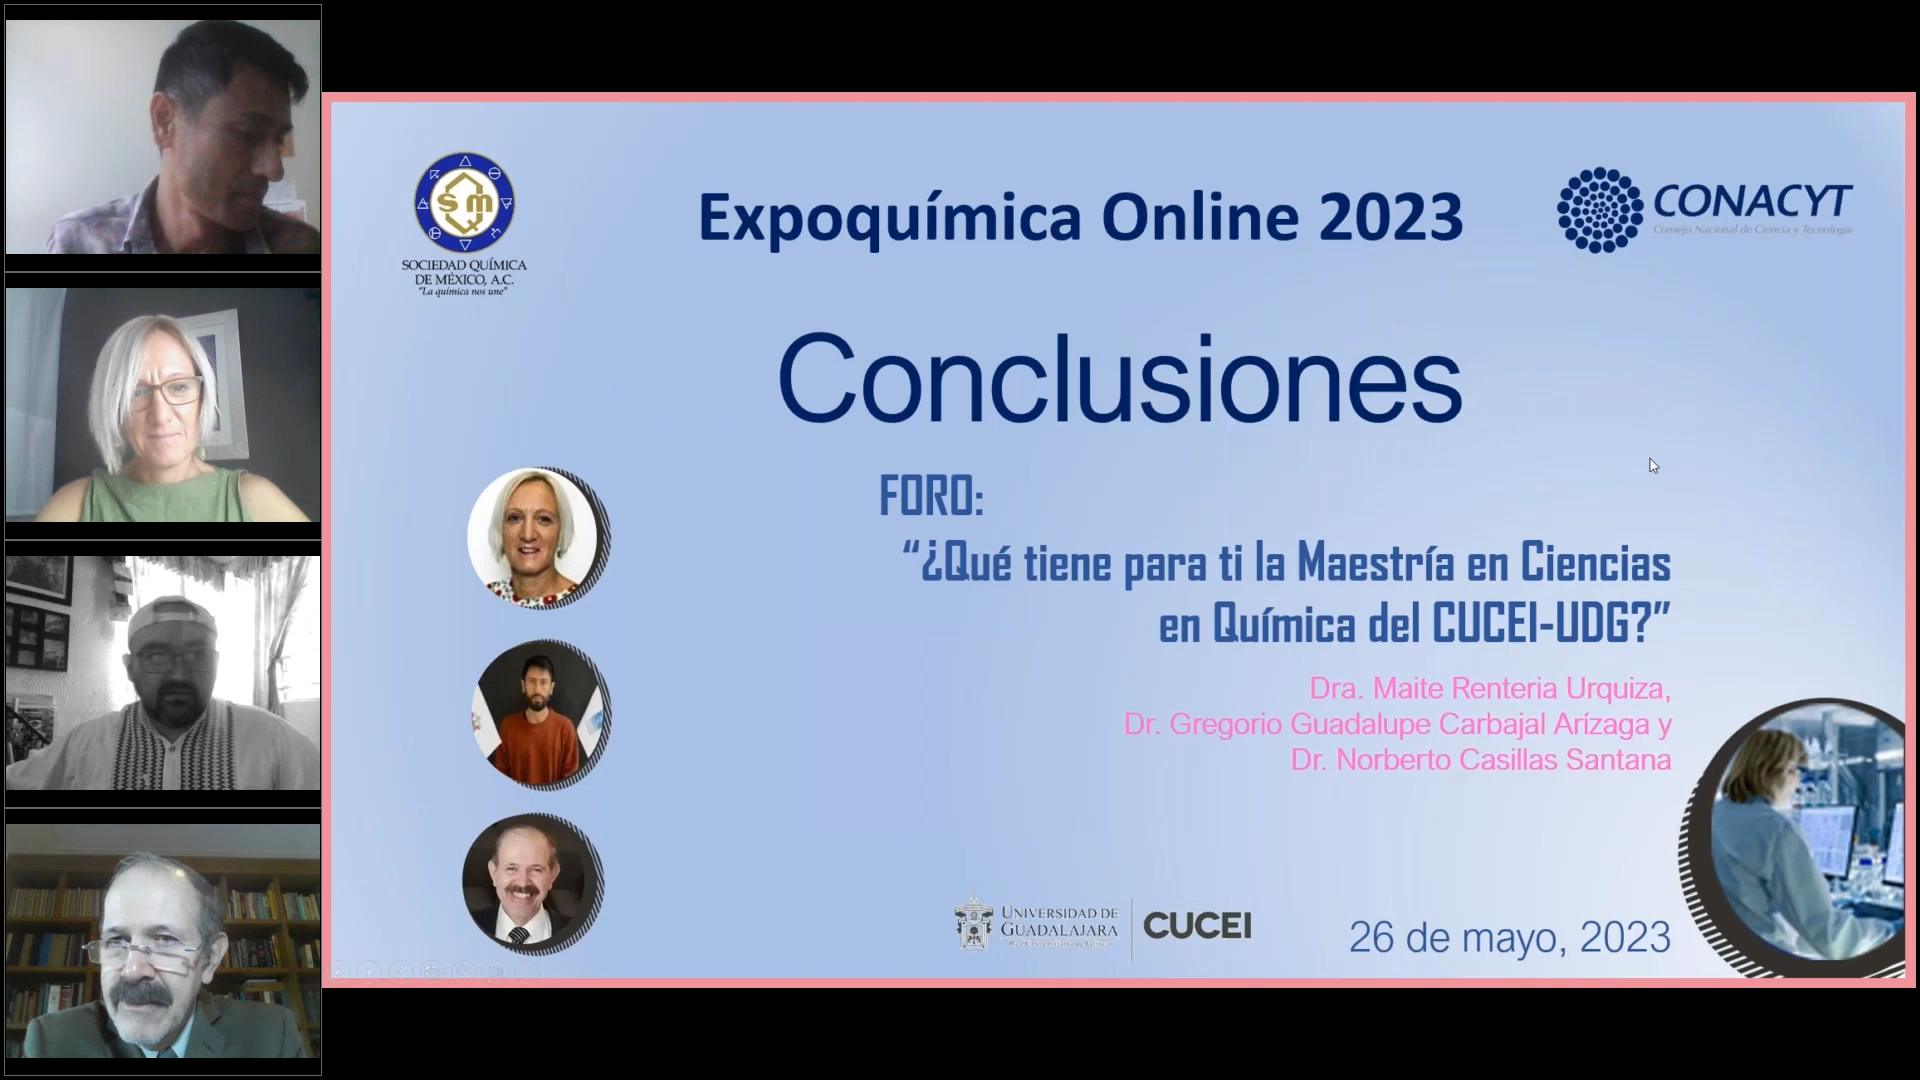 SOCIEDAD QUÍMICA
DE MÉXICO, A.C.
"La química nos une"
Expoquímica Online 2023
CONACYT
Consejo Nacional de Ciencia y Tecnología
Conclusiones
FORO:
“¿Qué tiene para ti la Maestría en Ciencias
en Química del CUCEI-UDG?”
Dra. Maite Renteria Urquiza,
Dr. Gregorio Guadalupe Carbajal Arízaga y
Dr. Norberto Casillas Santana
UNIVERSIDAD DE
GUADALAJARA
CUCEI
26 de mayo, 2023